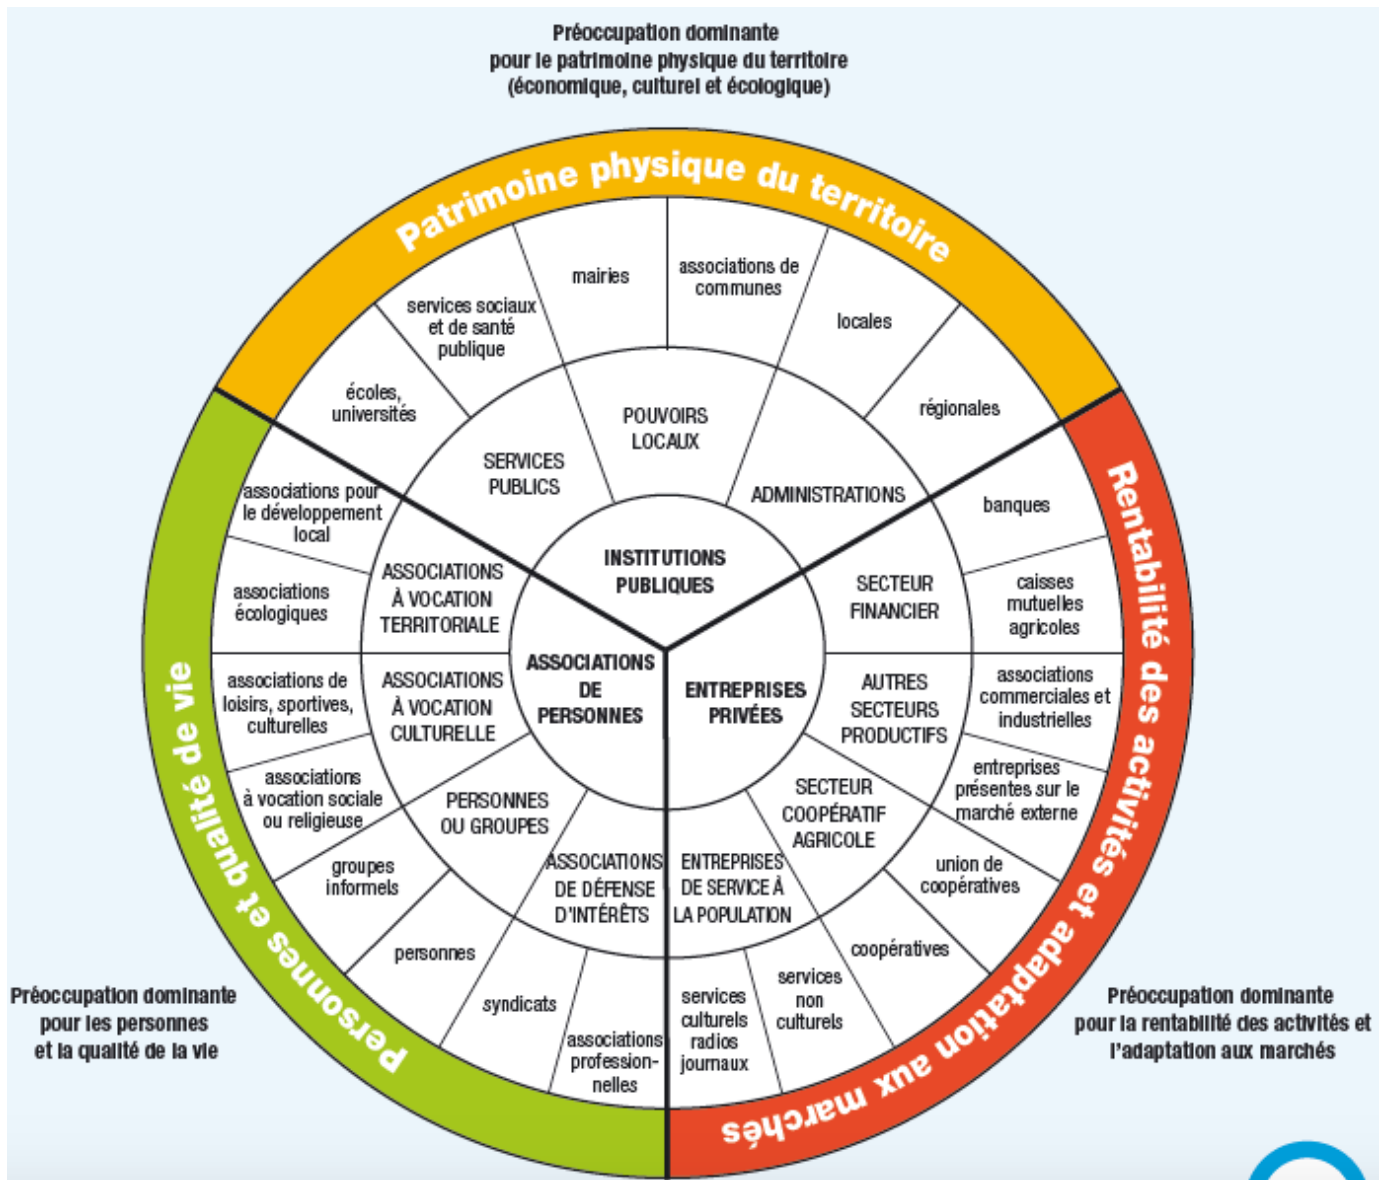 Préoccupation dominante
pour le patrimoine physique du territoire
(économique, culturel et écologique)
Patrimoine physique du territoire
mairies
associations de
communes
services sociaux
et de santé
publique
locales
écoles,
universités
régionales
POUVOIRS
LOCAUX
SERVICES
PUBLICS
ADMINISTRATIONS
INSTITUTIONS
PUBLIQUES
Rentabilité des activités et adaptation aux marchés
banques
caisses
mutuelles
agricoles
SECTEUR
FINANCIER
associations
commerciales et
industrielles
AUTRES
SECTEURS
PRODUCTIFS
ENTREPRISES
PRIVÉES
entreprises
présentes sur le
marché externe
SECTEUR
COOPÉRATIF
AGRICOLE
union de
coopératives
coopératives
ENTREPRISES
DE SERVICE À
LA POPULATION
services
non
culturels
services
culturels
radios
journaux
Préoccupation dominante
pour la rentabilité des activités et
l'adaptation aux marchés
Personnes et qualité de vie
associations pour
le développement
local
associations
écologiques
ASSOCIATIONS
À VOCATION
TERRITORIALE
ASSOCIATIONS
DE
PERSONNES
associations de
loisirs, sportives,
culturelles
ASSOCIATIONS
À VOCATION
CULTURELLE
associations
à vocation sociale
ou religieuse
PERSONNES
OU GROUPES
groupes
informels
personnes
ASSOCIATIONS
DE DÉFENSE
D'INTÉRÊTS
syndicats
associations
profession-
nelles
Préoccupation dominante
pour les personnes
et la qualité de la vie